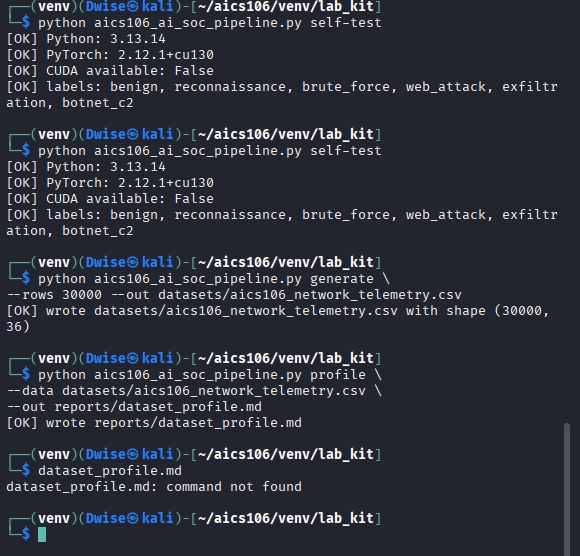 └─$ python aics106_ai_soc_pipeline.py self-test
[OK] Python: 3.13.14
[OK] PyTorch: 2.12.1+cu130
[OK] CUDA available: False
[OK] labels: benign, reconnaissance, brute_force, web_attack, exfiltr
ation, botnet_c2
┌──(venv)(Dwise㉿kali)-[~/aics106/venv/lab_kit]
└─$ python aics106_ai_soc_pipeline.py self-test
[OK] Python: 3.13.14
[OK] PyTorch: 2.12.1+cu130
[OK] CUDA available: False
[OK] labels: benign, reconnaissance, brute_force, web_attack, exfiltr
ation, botnet_c2
┌──(venv)(Dwise㉿kali)-[~/aics106/venv/lab_kit]
└─$ python aics106_ai_soc_pipeline.py generate \
--rows 30000 --out datasets/aics106_network_telemetry.csv
[OK] wrote datasets/aics106_network_telemetry.csv with shape (30000,
36)
┌──(venv)(Dwise㉿kali)-[~/aics106/venv/lab_kit]
└─$ python aics106_ai_soc_pipeline.py profile \
--data datasets/aics106_network_telemetry.csv \
--out reports/dataset_profile.md
[OK] wrote reports/dataset_profile.md
┌──(venv)(Dwise㉿kali)-[~/aics106/venv/lab_kit]
└─$ dataset_profile.md
dataset_profile.md: command not found
┌──(venv)(Dwise㉿kali)-[~/aics106/venv/lab_kit]
└─$